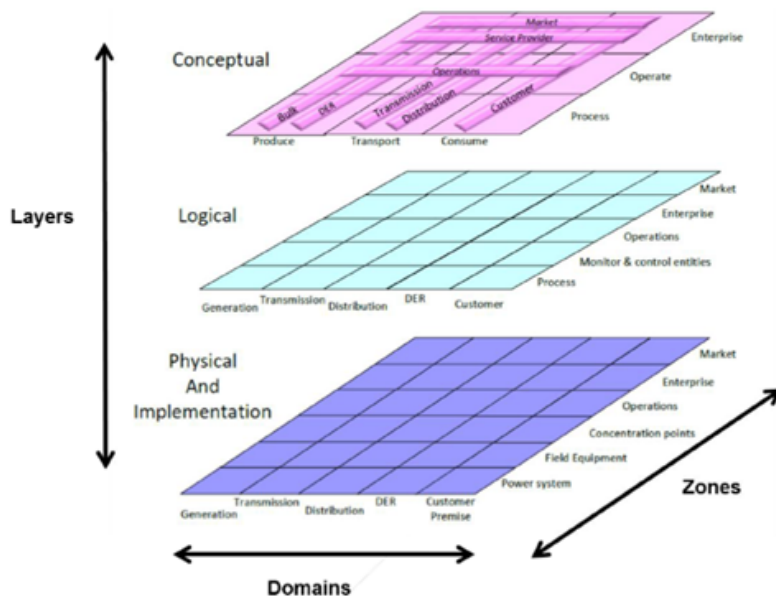 Layers
Conceptual
Market
Service Provider
Operations
Bulk
DER
Transmission
Distribution
Customer
Enterprise
Operate
Process
Produce
Transport
Consume
Logical
Market
Enterprise
Operations
Monitor & control entities
Process
Generation
Transmission
Distribution
DER
Customer
Physical
And
Implementation
Market
Enterprise
Operations
Concentration points
Field Equipment
Power system
Generation
Transmission
Distribution
DER
Customer
Premise
Zones
Domains